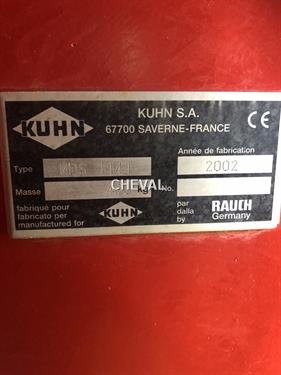 KUHN
KUHN S.A.
67700 SAVERNE-FRANCE
CE
Année de fabrication
Type 2002
Masse kg No.
CHEVAL
fabriqué pour
fabricato per
manufactured for
KUHN
par
dalla
by
RAUCH
Germany